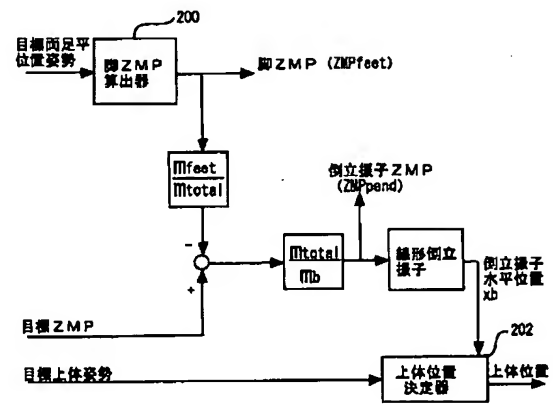 200
目標両足平
位置姿勢
脚ZMP
算出器
脚ZMP (ZMPfeet)
mfeet
mtotal
倒立振子ZMP
(ZMPpend)
-
+
mtotal
mb
線形倒立
振子
倒立振子
水平位置
xb
目標ZMP
202
目標上体姿勢
上体位置
決定器
上体位置